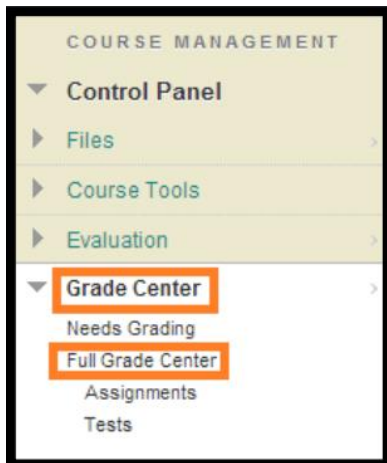 COURSE MANAGEMENT
Control Panel
Files
Course Tools
Evaluation
Grade Center
Needs Grading
Full Grade Center
Assignments
Tests